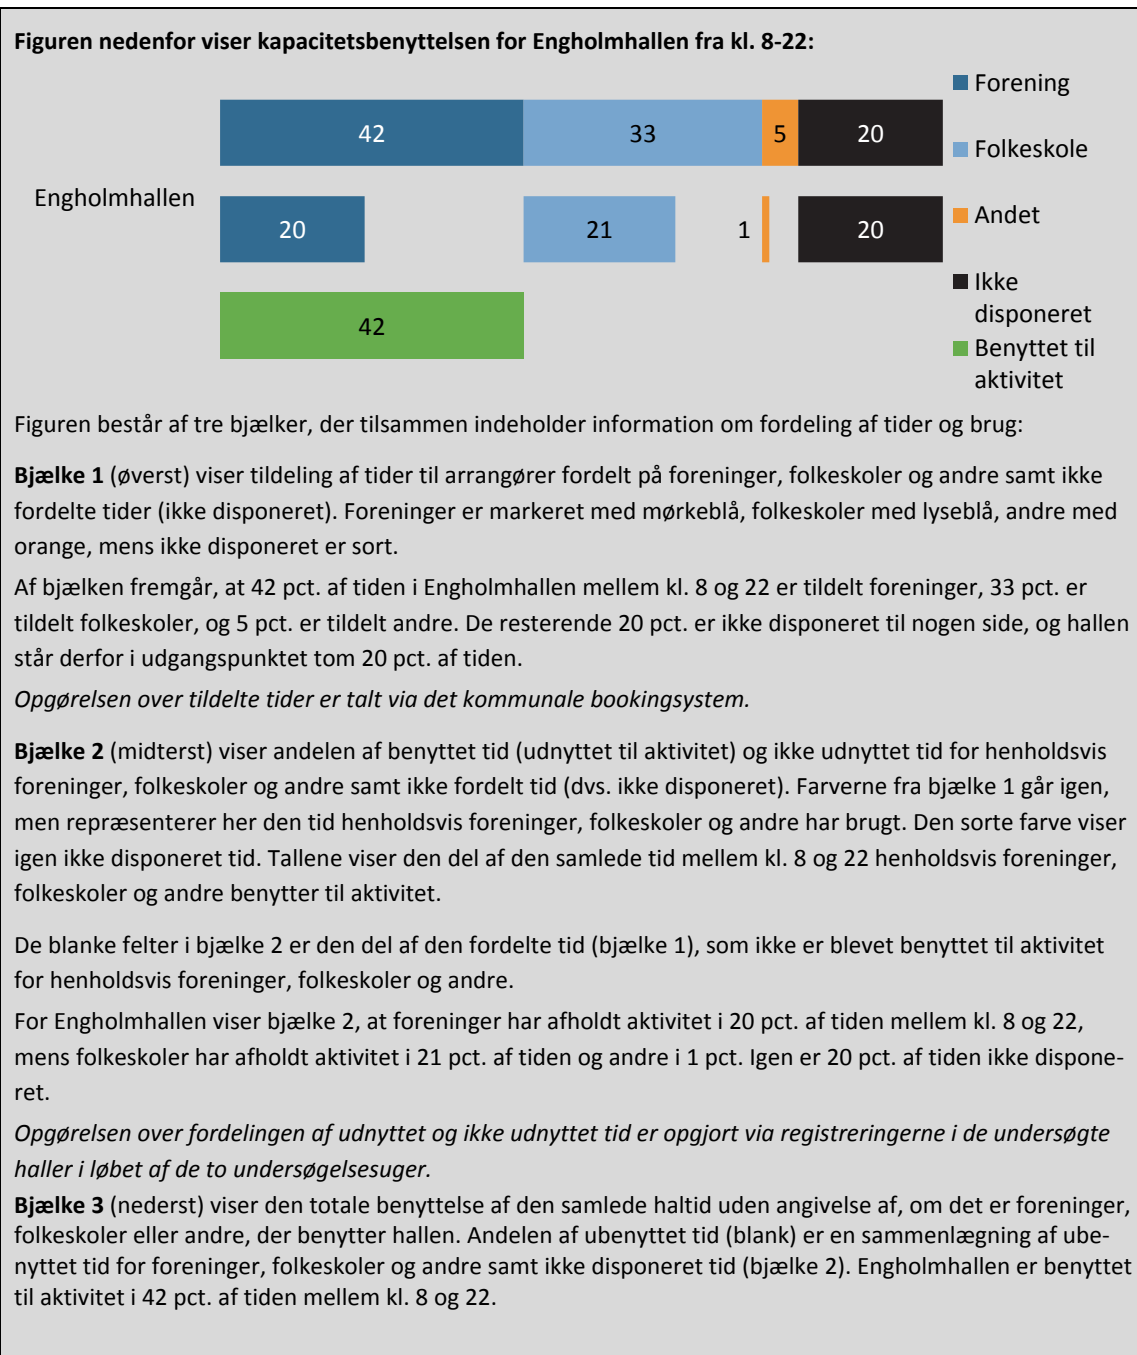 Figuren nedenfor viser kapacitetsbenyttelsen for Engholmhallen fra kl. 8-22:
Forening
42 33 5 20
Folkeskole
Engholmhallen
Andet
20 21 1 20
Ikke
disponeret
42
Benyttet til
aktivitet
Figuren består af tre bjælker, der tilsammen indeholder information om fordeling af tider og brug:
Bjælke 1 (øverst) viser tildeling af tider til arrangører fordelt på foreninger, folkeskoler og andre samt ikke
fordelte tider (ikke disponeret). Foreninger er markeret med mørkeblå, folkeskoler med lyseblå, andre med
orange, mens ikke disponeret er sort.
Af bjælken fremgår, at 42 pct. af tiden i Engholmhallen mellem kl. 8 og 22 er tildelt foreninger, 33 pct. er
tildelt folkeskoler, og 5 pct. er tildelt andre. De resterende 20 pct. er ikke disponeret til nogen side, og hallen
står derfor i udgangspunktet tom 20 pct. af tiden.
Opgørelsen over tildelte tider er talt via det kommunale bookingsystem.
Bjælke 2 (midterst) viser andelen af benyttet tid (udnyttet til aktivitet) og ikke udnyttet tid for henholdsvis
foreninger, folkeskoler og andre samt ikke fordelt tid (dvs. ikke disponeret). Farverne fra bjælke 1 går igen,
men repræsenterer her den tid henholdsvis foreninger, folkeskoler og andre har brugt. Den sorte farve viser
igen ikke disponeret tid. Tallene viser den del af den samlede tid mellem kl. 8 og 22 henholdsvis foreninger,
folkeskoler og andre benytter til aktivitet.
De blanke felter i bjælke 2 er den del af den fordelte tid (bjælke 1), som ikke er blevet benyttet til aktivitet
for henholdsvis foreninger, folkeskoler og andre.
For Engholmhallen viser bjælke 2, at foreninger har afholdt aktivitet i 20 pct. af tiden mellem kl. 8 og 22,
mens folkeskoler har afholdt aktivitet i 21 pct. af tiden og andre i 1 pct. Igen er 20 pct. af tiden ikke dispone-
ret.
Opgørelsen over fordelingen af udnyttet og ikke udnyttet tid er opgjort via registreringerne i de undersøgte
haller i løbet af de to undersøgelsesuger.
Bjælke 3 (nederst) viser den totale benyttelse af den samlede haltid uden angivelse af, om det er foreninger,
folkeskoler eller andre, der benytter hallen. Andelen af ubenyttet tid (blank) er en sammenlægning af ube-
nyttet tid for foreninger, folkeskoler og andre samt ikke disponeret tid (bjælke 2). Engholmhallen er benyttet
til aktivitet i 42 pct. af tiden mellem kl. 8 og 22.